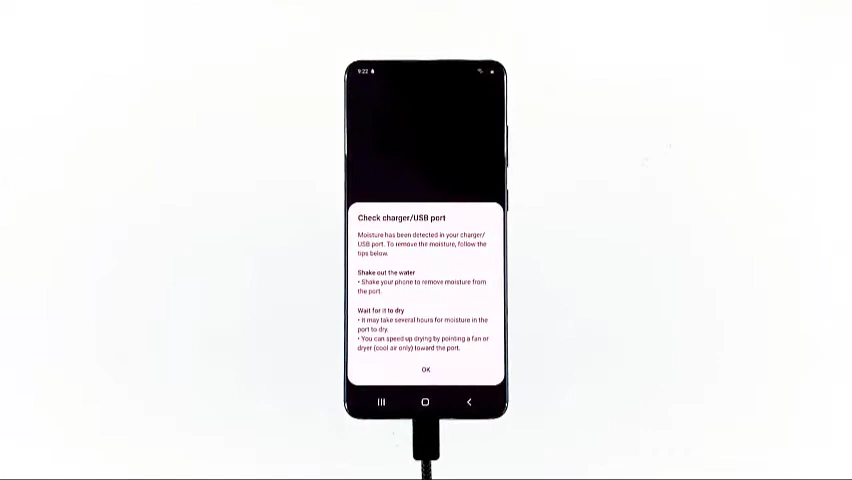 9:22
Check charger/USB port
Moisture has been detected in your charger/
USB port. To remove the moisture, follow the
tips below.
Shake out the water
• Shake your phone to remove moisture from
the port.
Wait for it to dry
• It may take several hours for moisture in the
port to dry.
• You can speed up drying by pointing a fan or
dryer (cool air only) toward the port.
OK